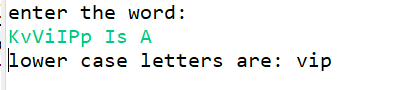 enter the word:
KvViIPp Is A
lower case letters are: vip